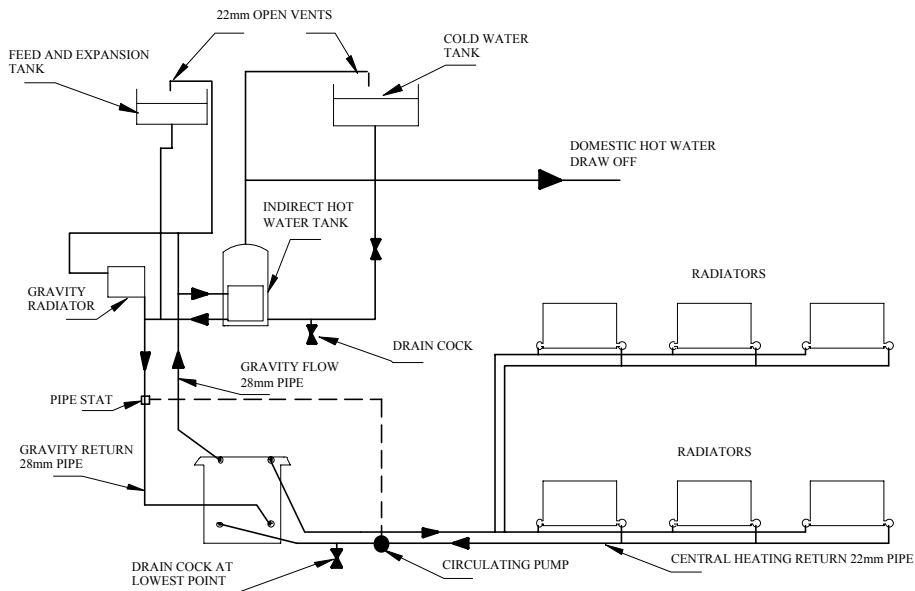 22mm OPEN VENTS
FEED AND EXPANSION
TANK
COLD WATER
TANK
DOMESTIC HOT WATER
DRAW OFF
INDIRECT HOT
WATER TANK
GRAVITY
RADIATOR
RADIATORS
DRAIN COCK
GRAVITY FLOW
28mm PIPE
PIPE STAT
GRAVITY RETURN
28mm PIPE
RADIATORS
DRAIN COCK AT
LOWEST POINT
CIRCULATING PUMP
CENTRAL HEATING RETURN 22mm PIPE